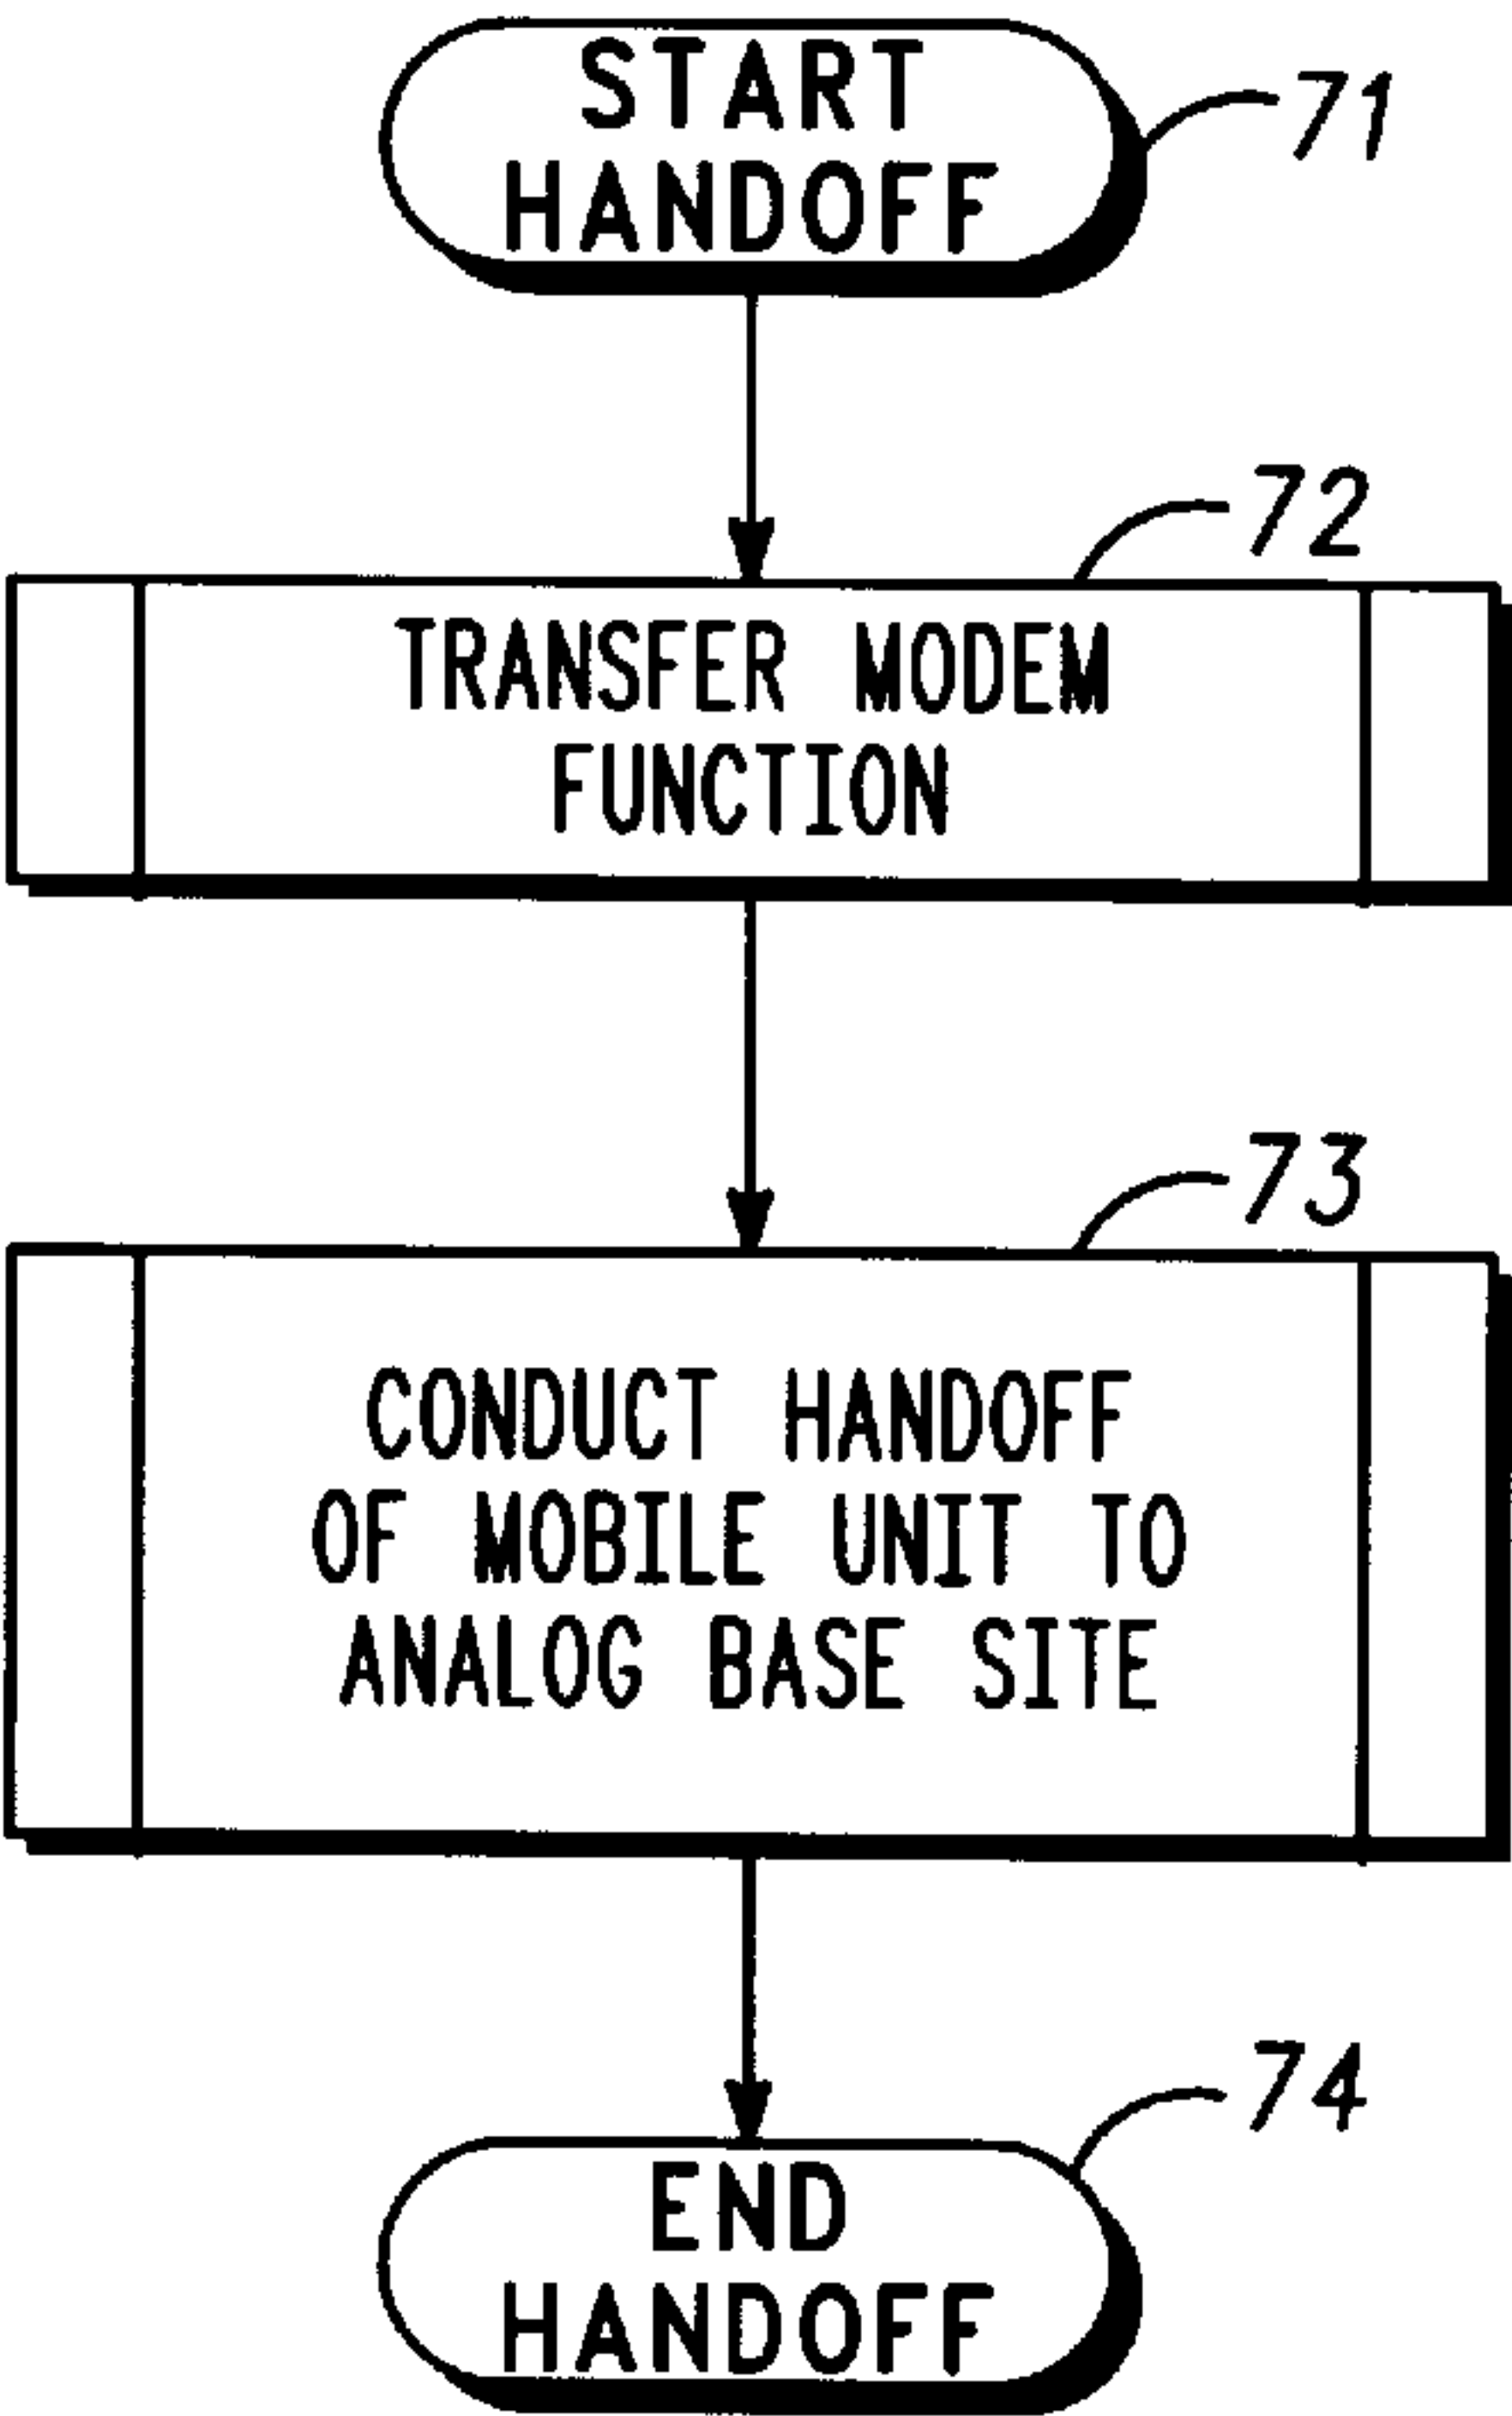 START
HANDOFF
71
72
TRANSFER MODEM
FUNCTION
73
CONDUCT HANDOFF
OF MOBILE UNIT TO
ANALOG BASE SITE
74
END
HANDOFF